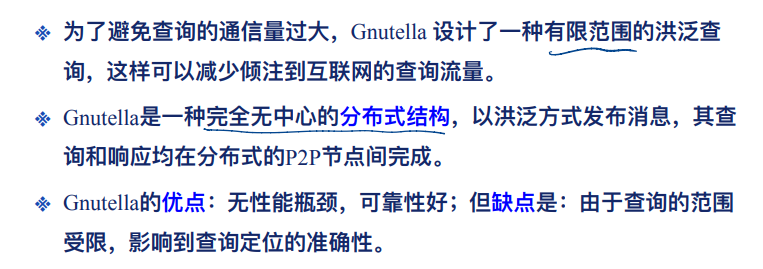 ❖ 为了避免查询的通信量过大，Gnutella 设计了一种有限范围的洪泛查
询，这样可以减少倾注到互联网的查询流量。
❖ Gnutella是一种完全无中心的分布式结构，以洪泛方式发布消息，其查
询和响应均在分布式的P2P节点间完成。
❖ Gnutella的优点：无性能瓶颈，可靠性好；但缺点是：由于查询的范围
受限，影响到查询定位的准确性。